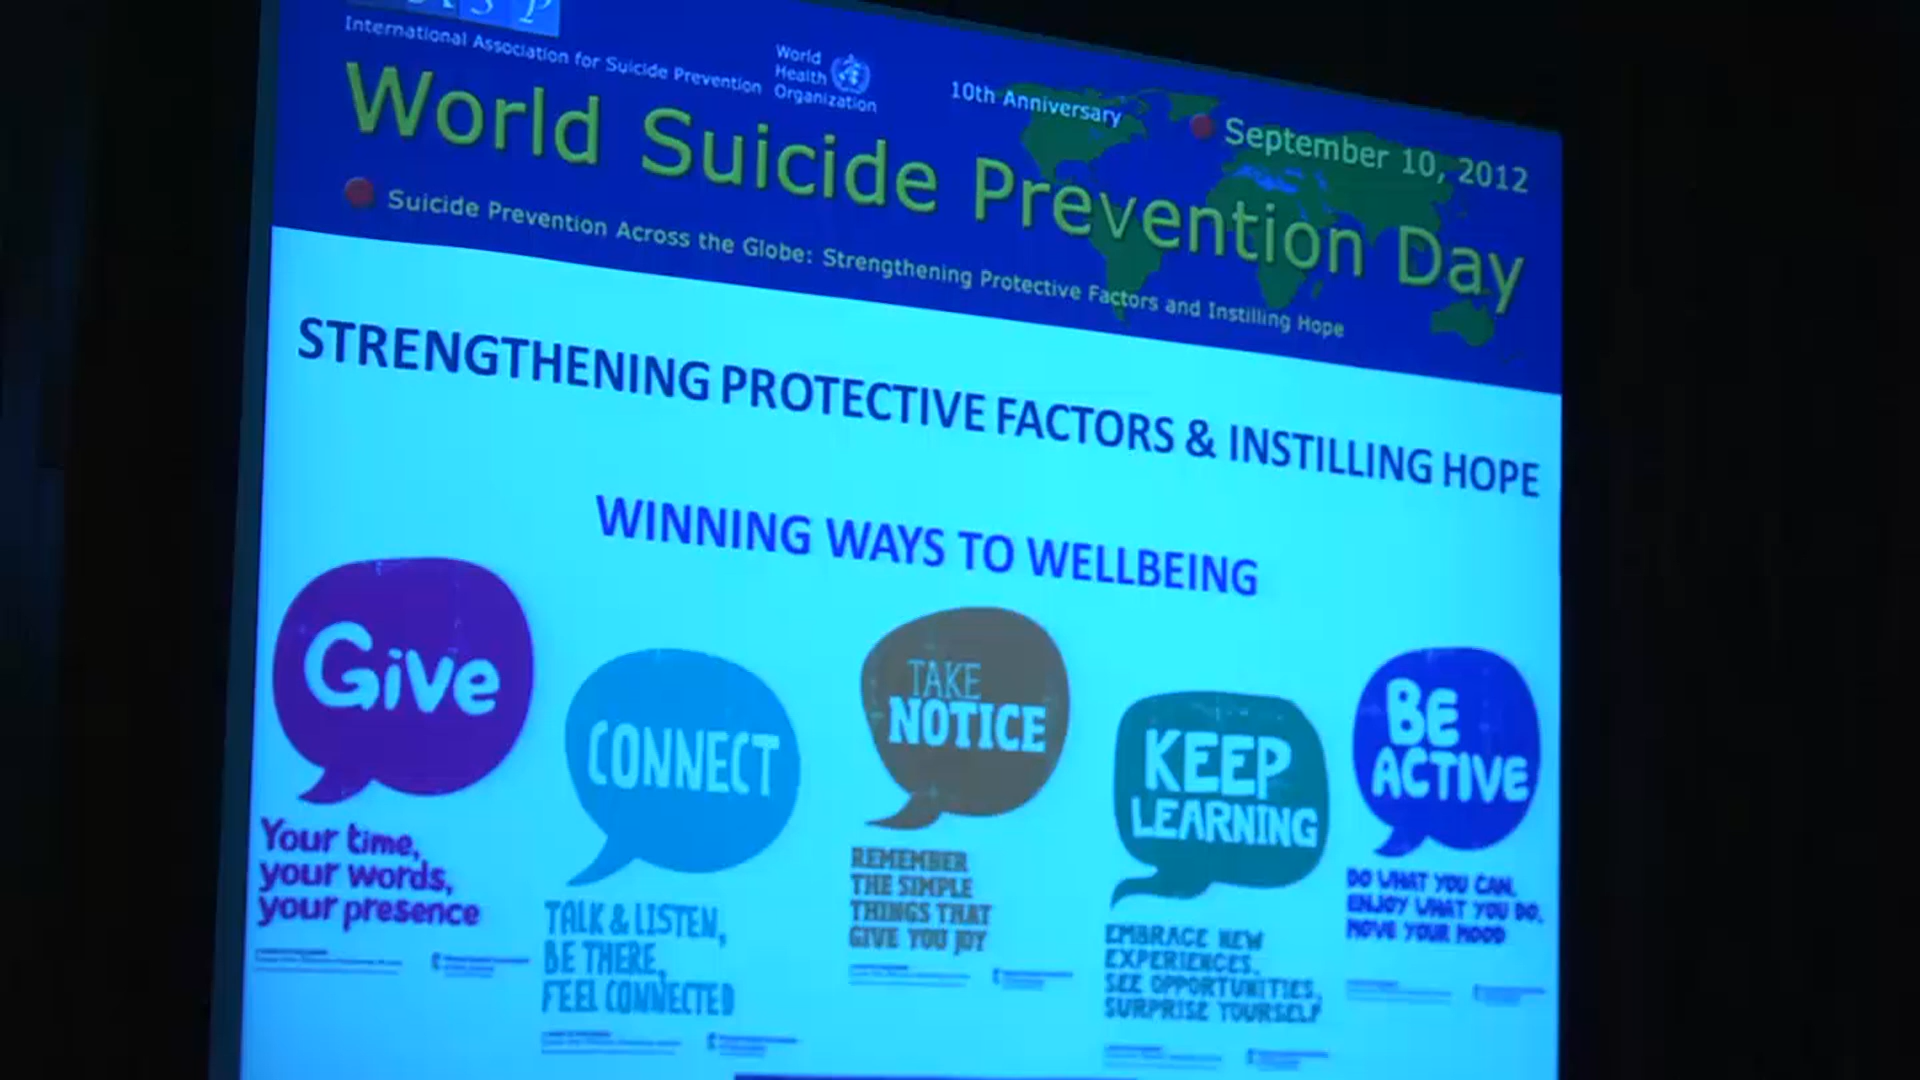 International Association for Suicide Prevention
World
Health
Organization
10th Anniversary
September 10, 2012
World Suicide Prevention Day
Suicide Prevention Across the Globe: Strengthening Protective Factors and Instilling Hope
STRENGTHENING PROTECTIVE FACTORS & INSTILLING HOPE
WINNING WAYS TO WELLBEING
Give
Your time,
your words,
your presence
CONNECT
TALK & LISTEN,
BE THERE,
FEEL CONNECTED
TAKE
NOTICE
REMEMBER
THE SIMPLE
THINGS THAT
GIVE YOU JOY
KEEP
LEARNING
EMBRACE NEW
EXPERIENCES,
SEE OPPORTUNITIES,
SURPRISE YOURSELF
BE
ACTIVE
DO WHAT YOU CAN,
ENJOY WHAT YOU DO,
MOVE YOUR MOOD